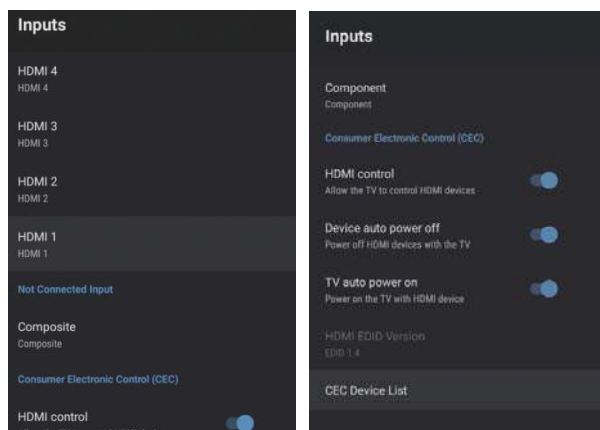 Inputs
HDMI 4
HDMI 4
HDMI 3
HDMI 3
HDMI 2
HDMI 2
HDMI 1
HDMI 1
Not Connected Input
Composite
Composite
Consumer Electronic Control (CEC)
HDMI control
Inputs
Component
Component
Consumer Electronic Control (CEC)
HDMI control
Allow the TV to control HDMI devices
Device auto power off
Power off HDMI devices with the TV
TV auto power on
Power on the TV with HDMI device
HDMI EDID Version
EDID 1.4
CEC Device List